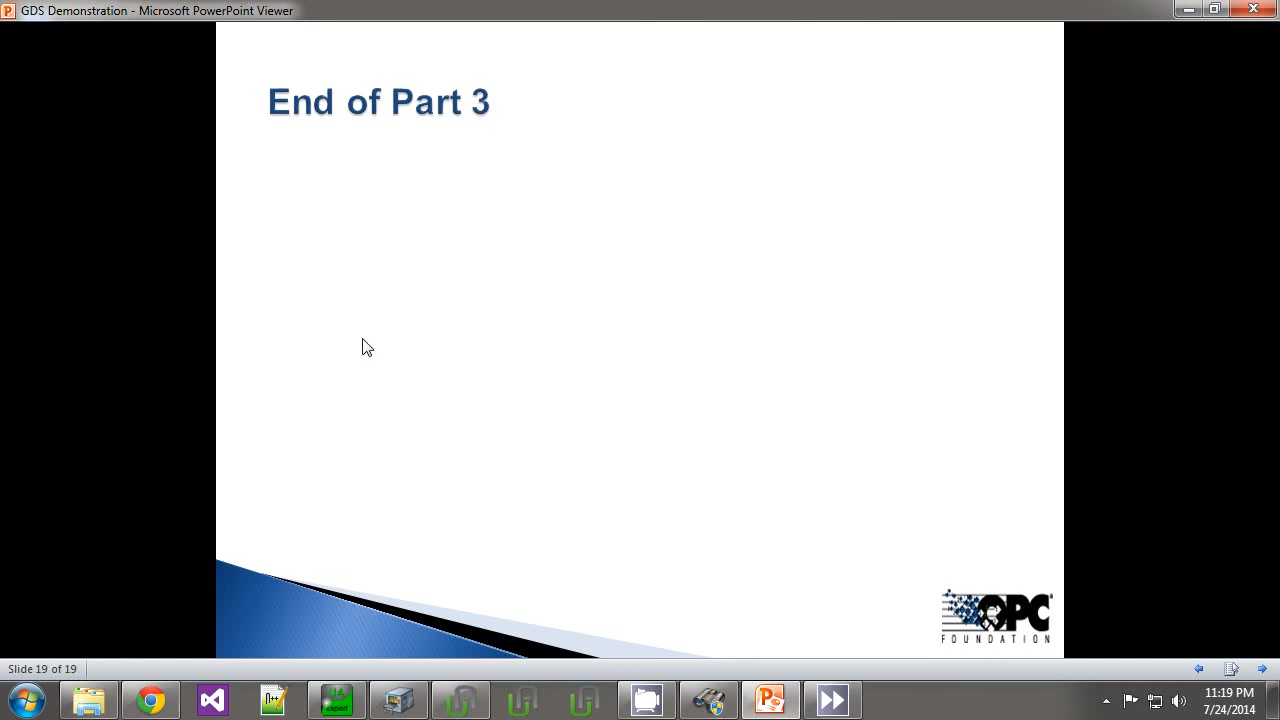 GDS Demonstration - Microsoft PowerPoint Viewer
End of Part 3
OPC
FOUNDATION
Slide 19 of 19
11:19 PM
7/24/2014